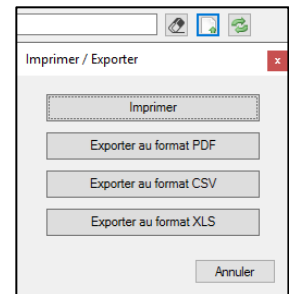 Imprimer / Exporter
x
Imprimer
Exporter au format PDF
Exporter au format CSV
Exporter au format XLS
Annuler